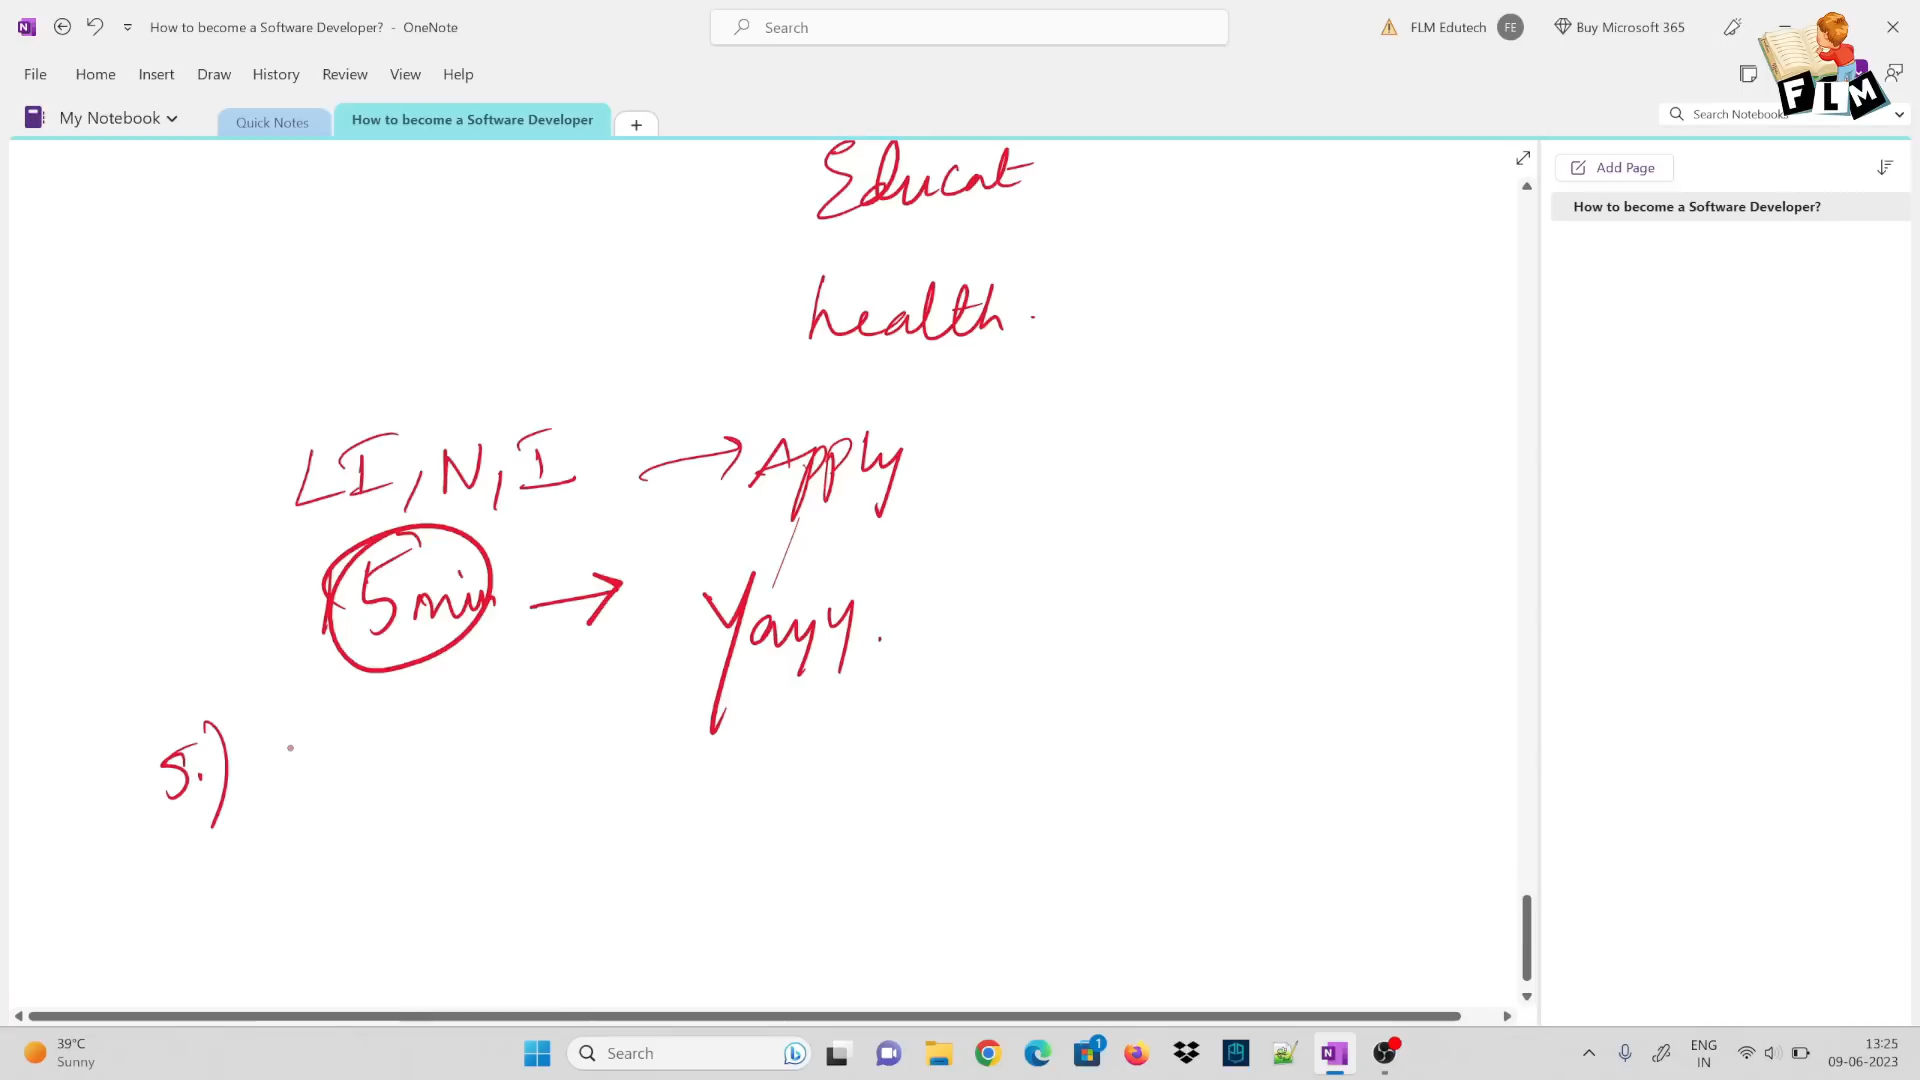 How to become a Software Developer? - OneNote
Search
FLM Edutech FE Buy Microsoft 365
File Home Insert Draw History Review View Help
FLM
My Notebook Quick Notes How to become a Software Developer +
Search Notebooks
Add Page
How to become a Software Developer?
Educat
health.
LI, N, I → Apply
5 min → Yayy.
5.)
39°C
Sunny
Search
1
ENG
IN
13:25
09-06-2023